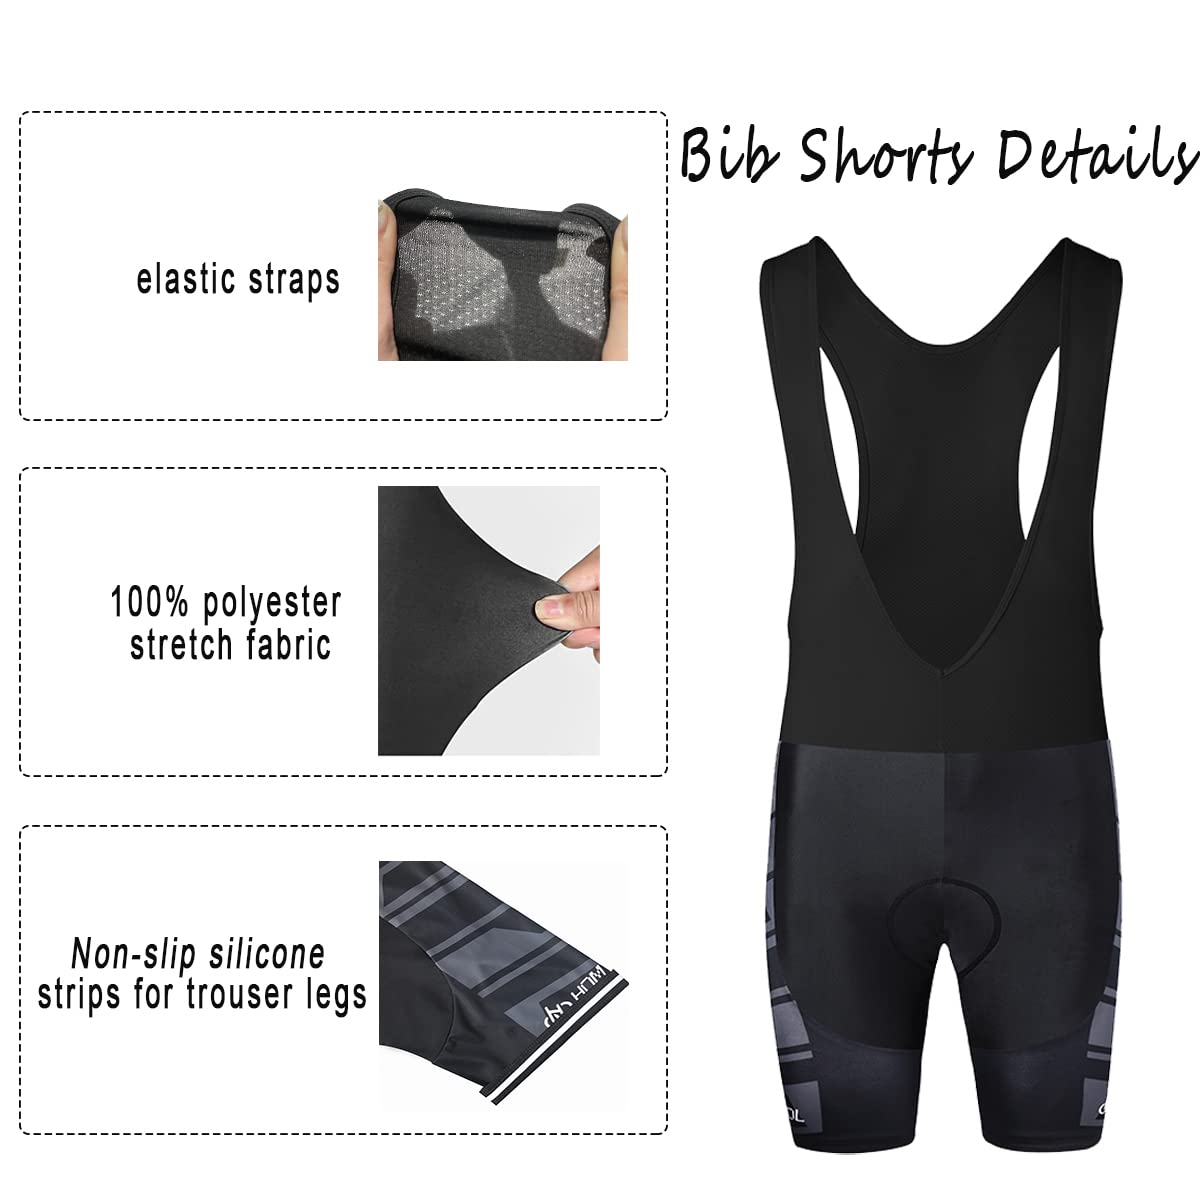 Bib Shorts Details
elastic straps
100% polyester
stretch fabric
Non-slip silicone
strips for trouser legs